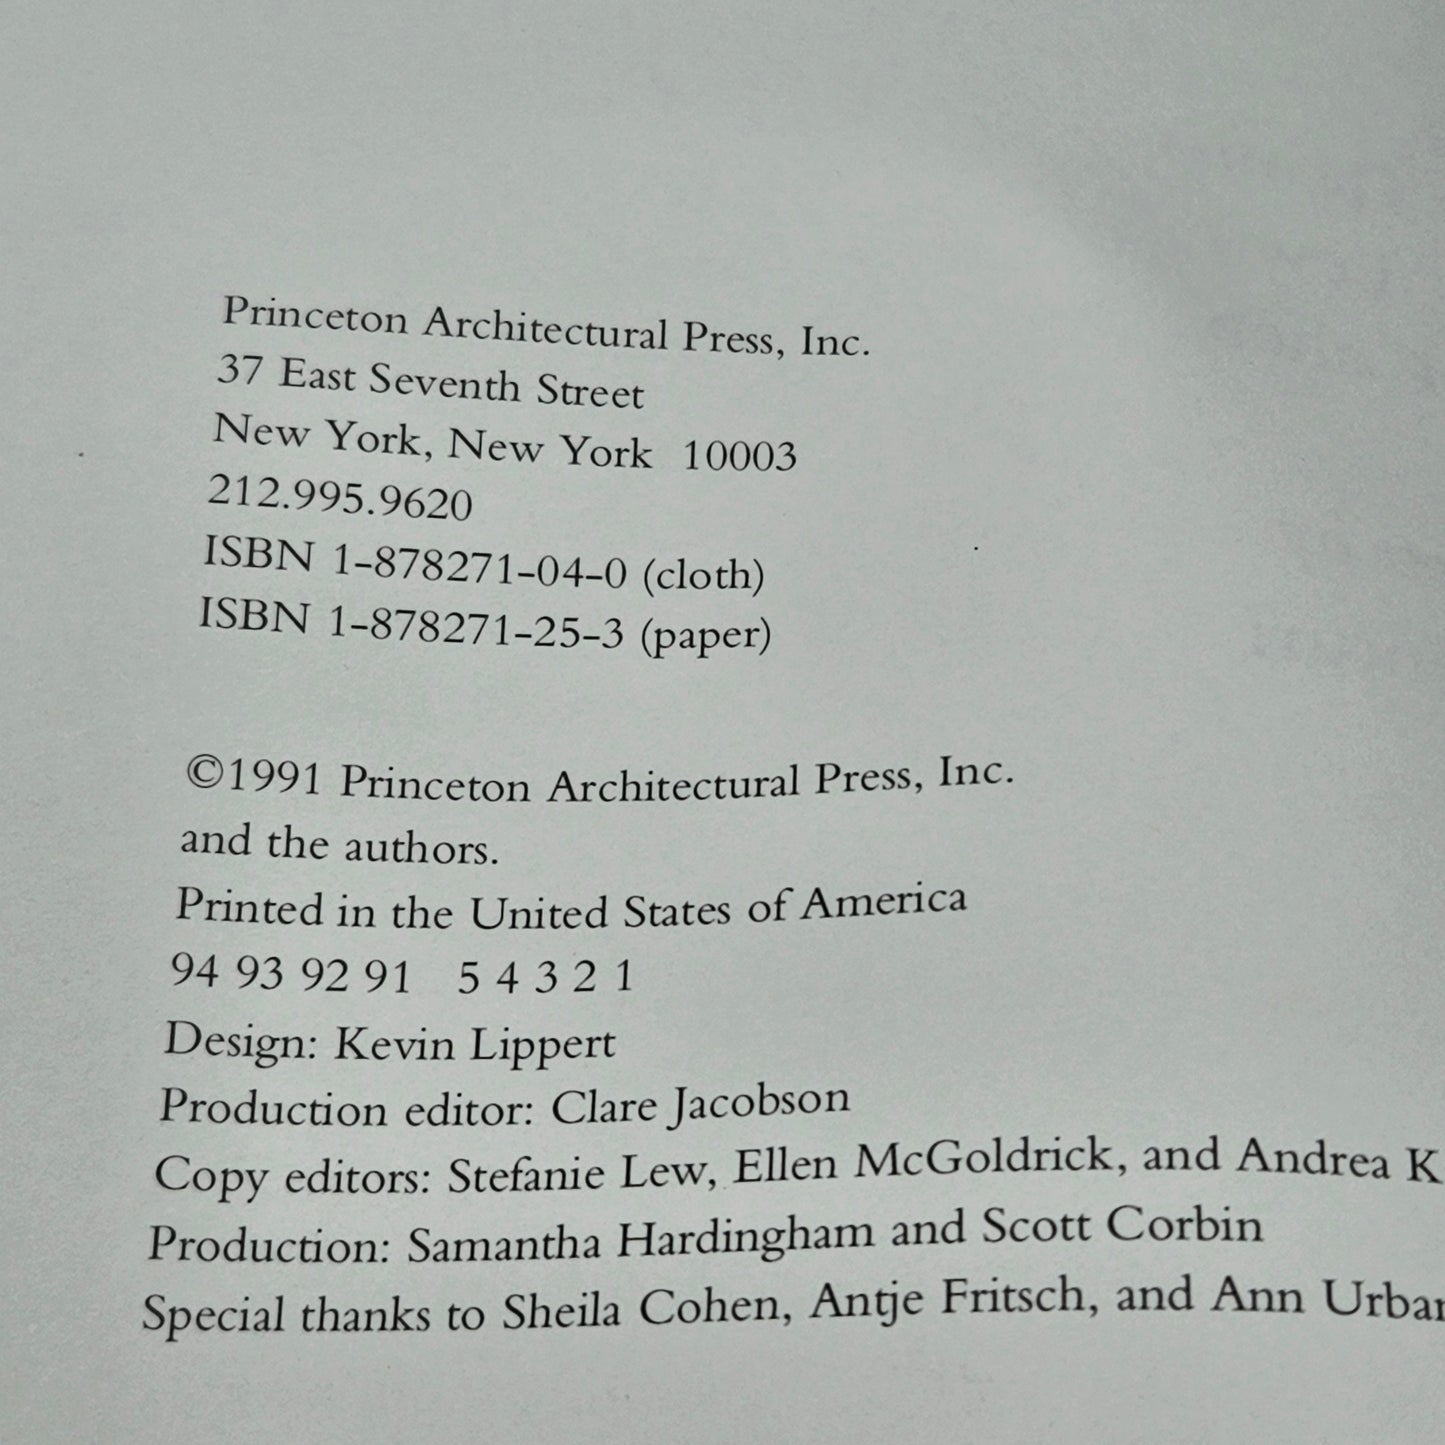 Princeton Architectural Press, Inc.
37 East Seventh Street
New York, New York 10003
212.995.9620
ISBN 1-878271-04-0 (cloth)
ISBN 1-878271-25-3 (paper)
©1991 Princeton Architectural Press, Inc.
and the authors.
Printed in the United States of America
94 93 92 91 5 4 3 2 1
Design: Kevin Lippert
Production editor: Clare Jacobson
Copy editors: Stefanie Lew, Ellen McGoldrick, and Andrea
Production: Samantha Hardingham and Scott Corbin
Special thanks to Sheila Cohen, Antje Fritsch, and Ann